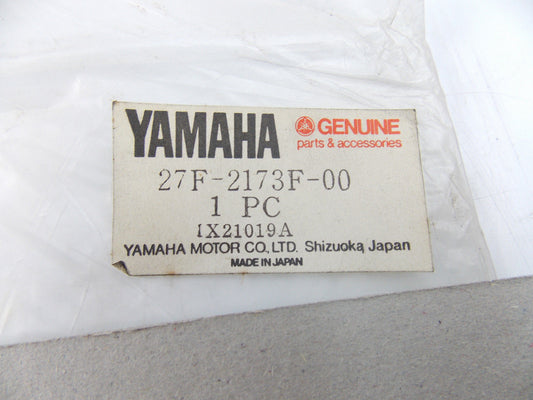 YAMAHA GENUINE
parts & accessories
27F-2173F-00
1 PC
1X21019A
YAMAHA MOTOR CO., LTD. Shizuoka, Japan
MADE IN JAPAN